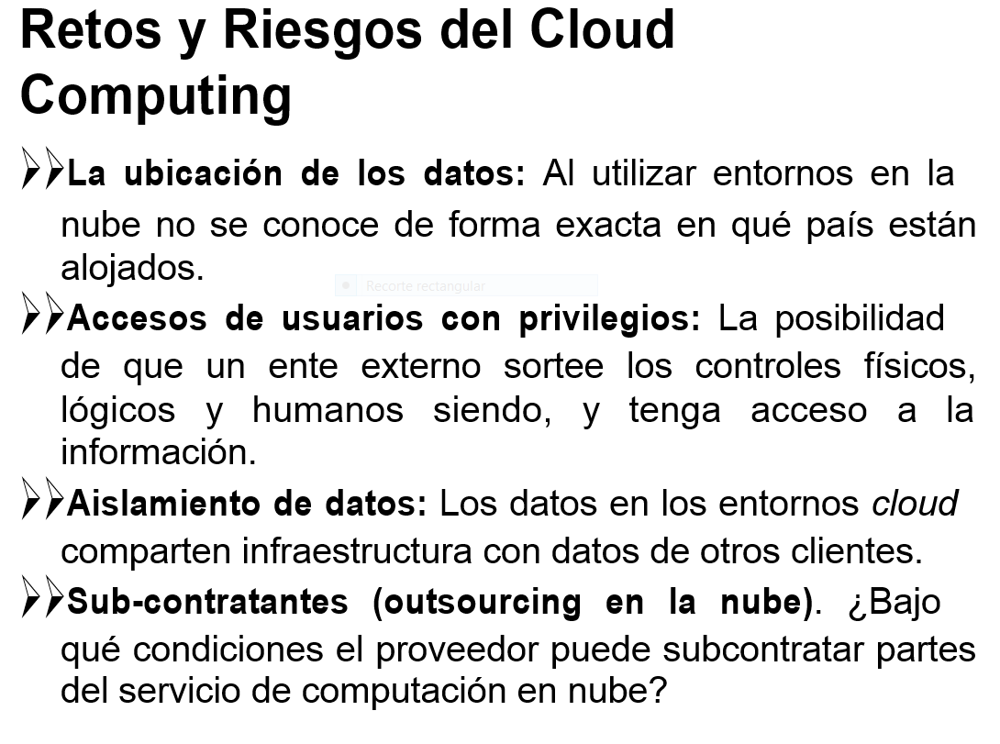 Retos y Riesgos del Cloud
Computing
La ubicación de los datos: Al utilizar entornos en la
nube no se conoce de forma exacta en qué país están
alojados.
Recorte rectangular
Accesos de usuarios con privilegios: La posibilidad
de que un ente externo sortee los controles físicos,
lógicos y humanos siendo, y tenga acceso a la
información.
Aislamiento de datos: Los datos en los entornos cloud
comparten infraestructura con datos de otros clientes.
Sub-contratantes (outsourcing en la nube). ¿Bajo
qué condiciones el proveedor puede subcontratar partes
del servicio de computación en nube?